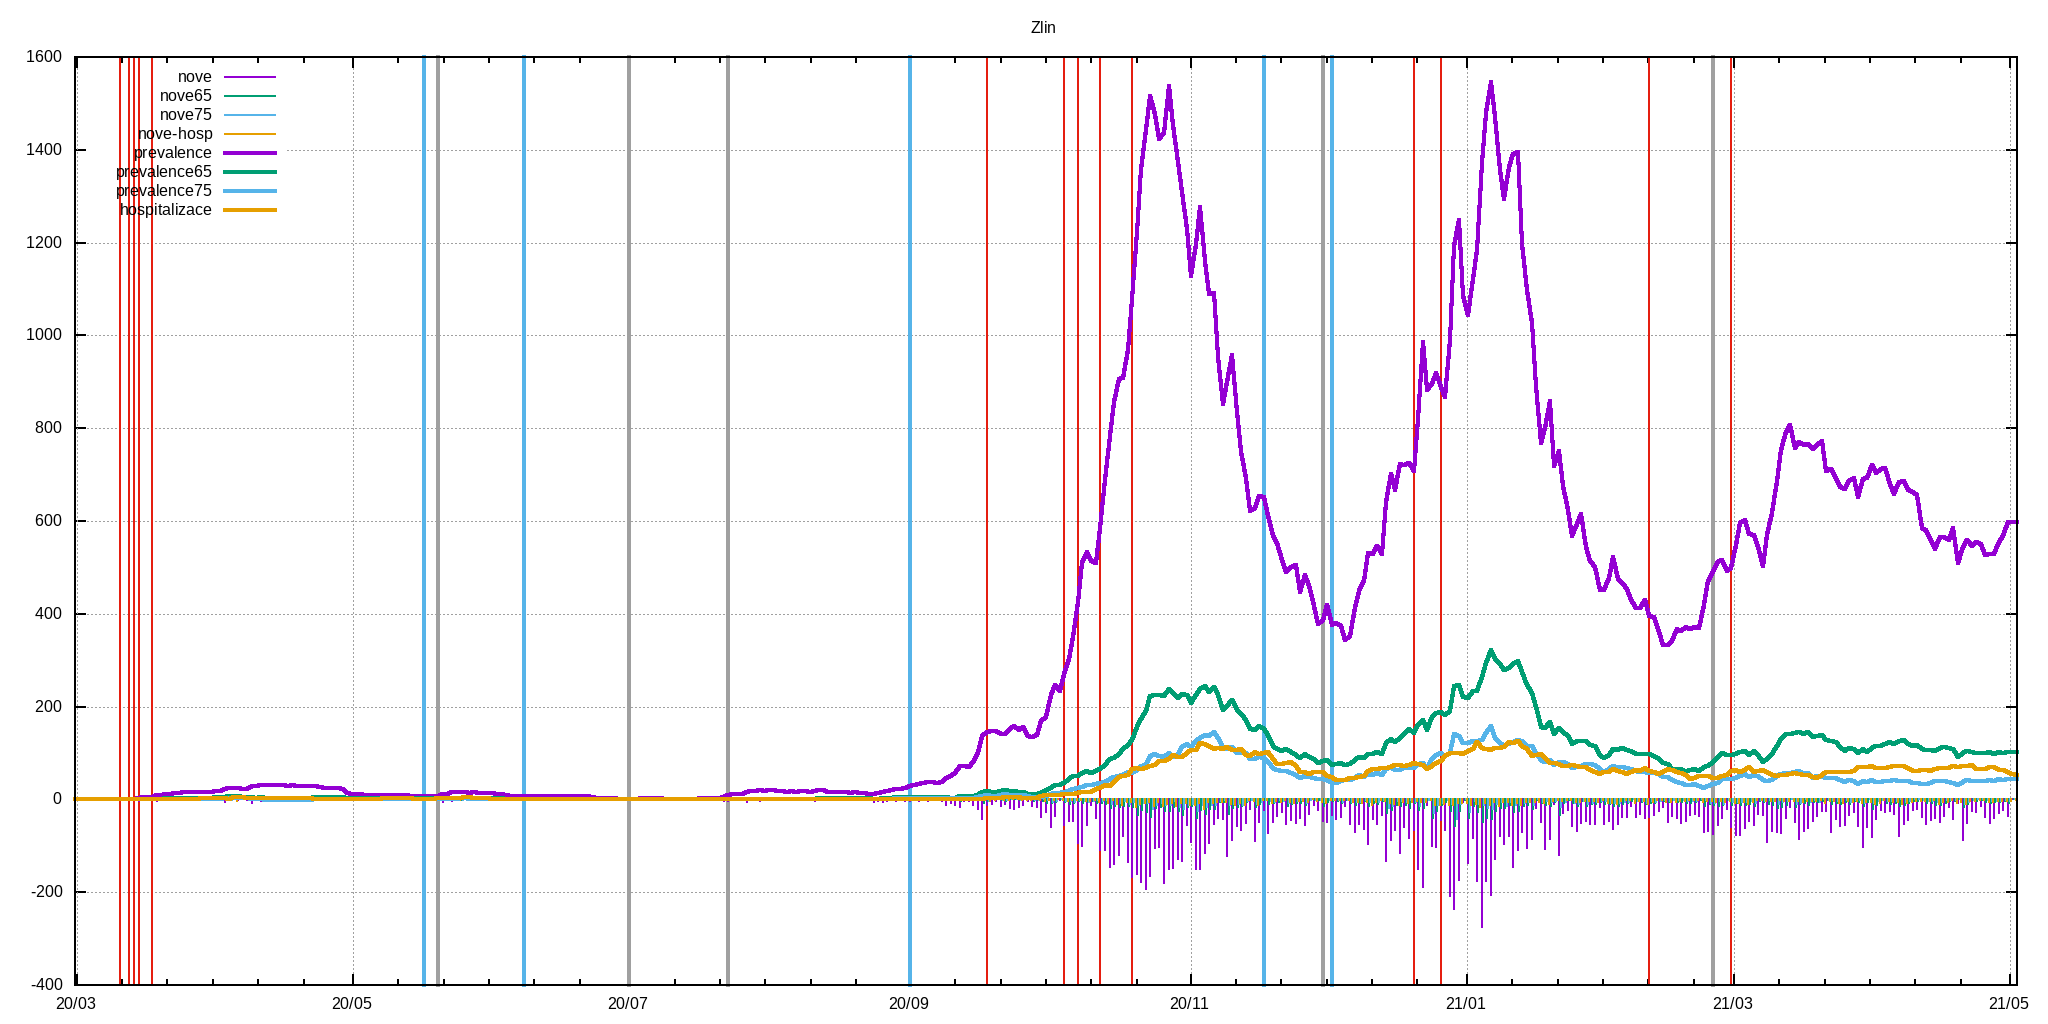 Zlin
1600
1400
1200
1000
800
600
400
200
0
-200
-400
nove
nove65
nove75
nove-hosp
prevalence
prevalence65
prevalence75
hospitalizace
20/03 20/05 20/07 20/09 20/11 21/01 21/03 21/05